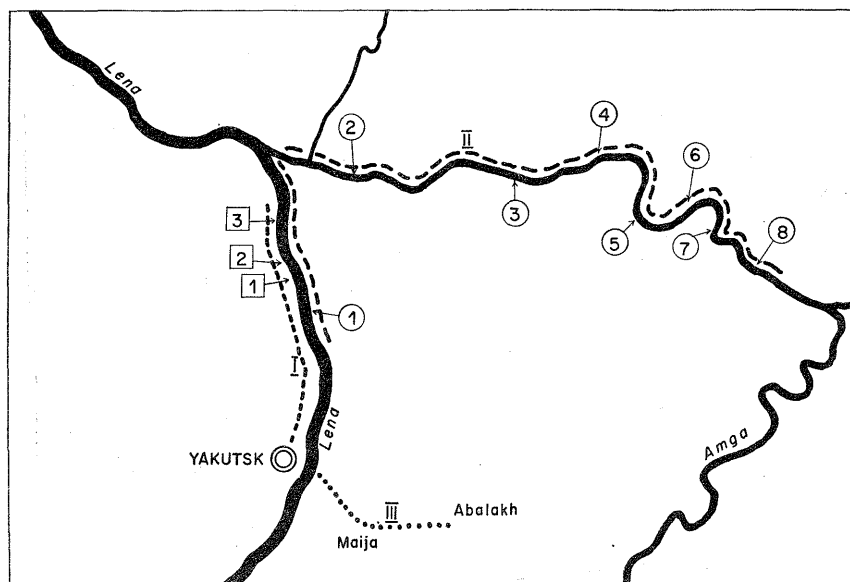 Lena
②
II
④
⑥
③
3
2
1
⑤
⑦
⑧
①
I
Lena
YAKUTSK
Amga
III
Abalakh
Maija